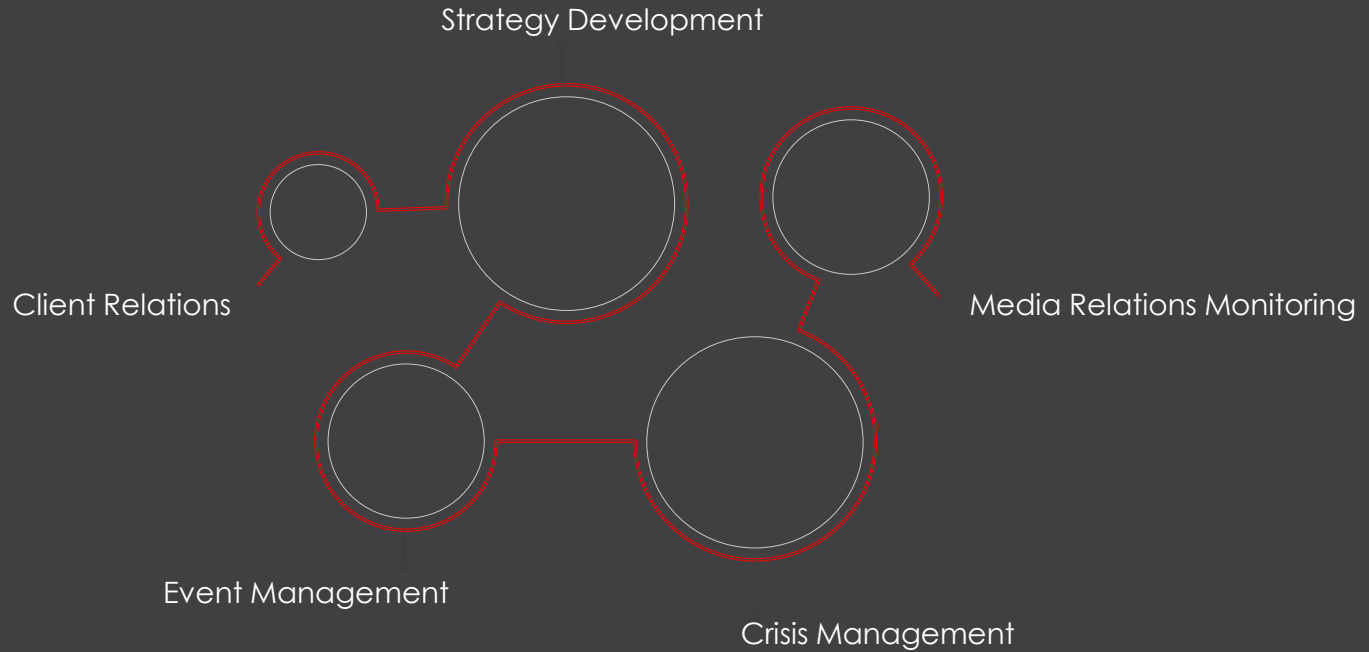 Strategy Development
Client Relations
Media Relations Monitoring
Event Management
Crisis Management